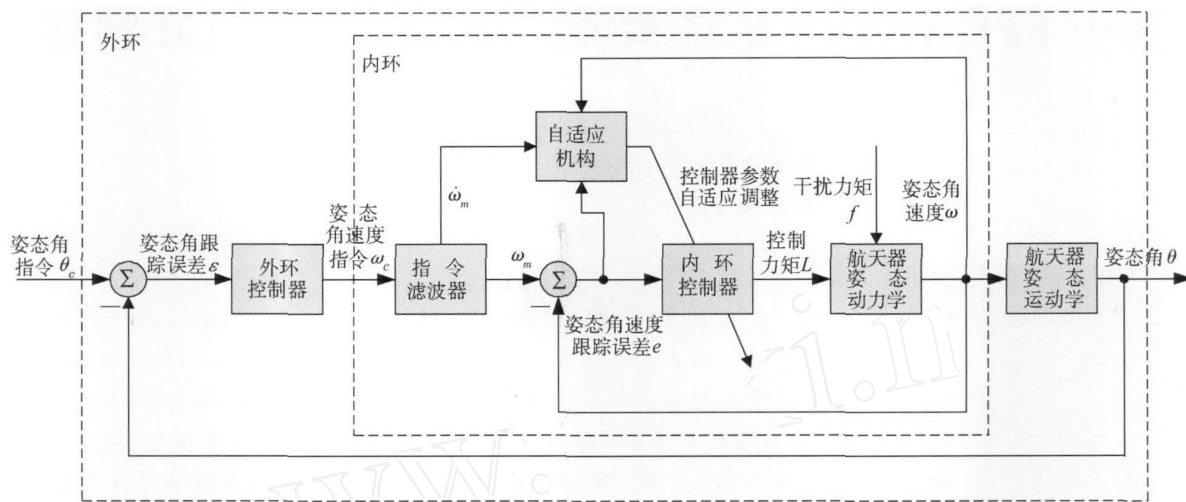 外环
内环
自适应
机构
ω̇ₘ
控制器参数
自适应调整
干扰力矩
f
姿态角
速度ω
姿态角
指令θ꜀
Σ
姿态角跟
踪误差ε
外环
控制器
姿态
角速度
指令ω꜀
指令
滤波器
ωₘ
Σ
姿态角速度
跟踪误差e
内环
控制器
控制
力矩L
航天器
姿态
动力学
航天器
姿态
运动学
姿态角θ